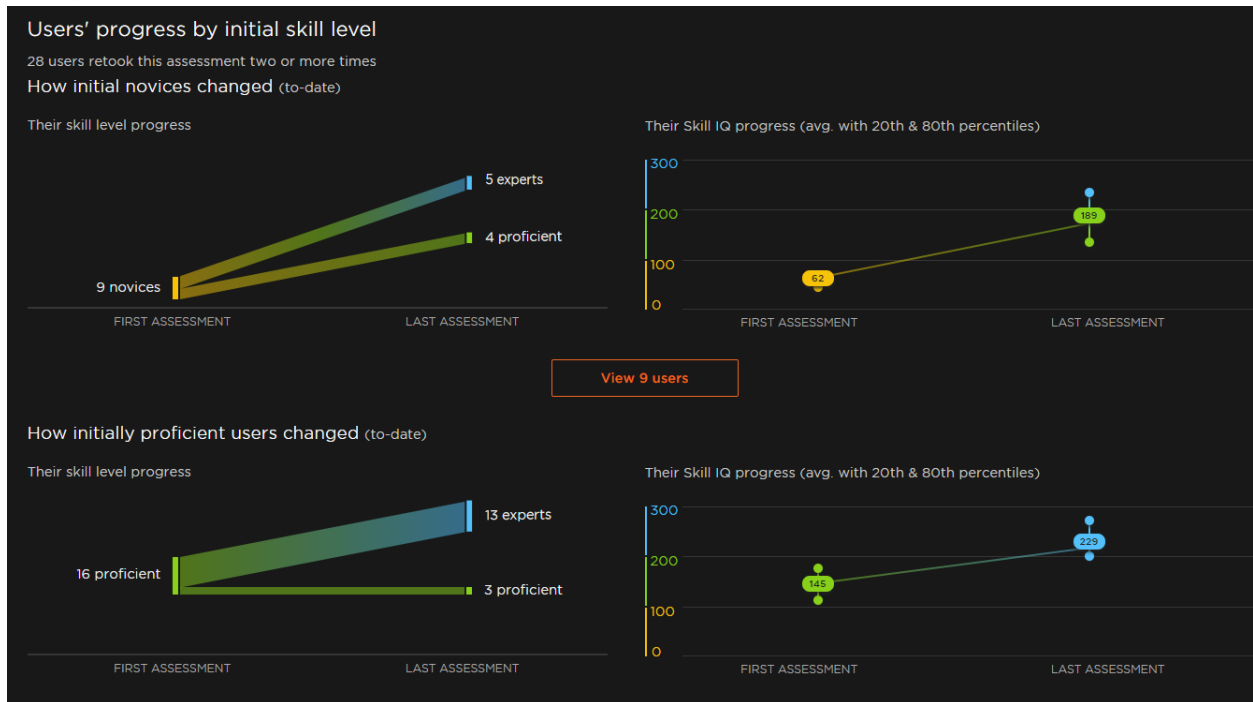 Users' progress by initial skill level
28 users retook this assessment two or more times
How initial novices changed (to-date)
Their skill level progress
5 experts
4 proficient
9 novices
FIRST ASSESSMENT
LAST ASSESSMENT
Their Skill IQ progress (avg. with 20th & 80th percentiles)
300
200
100
0
189
62
FIRST ASSESSMENT
LAST ASSESSMENT
View 9 users
How initially proficient users changed (to-date)
Their skill level progress
13 experts
16 proficient
3 proficient
FIRST ASSESSMENT
LAST ASSESSMENT
Their Skill IQ progress (avg. with 20th & 80th percentiles)
300
200
100
0
229
145
FIRST ASSESSMENT
LAST ASSESSMENT